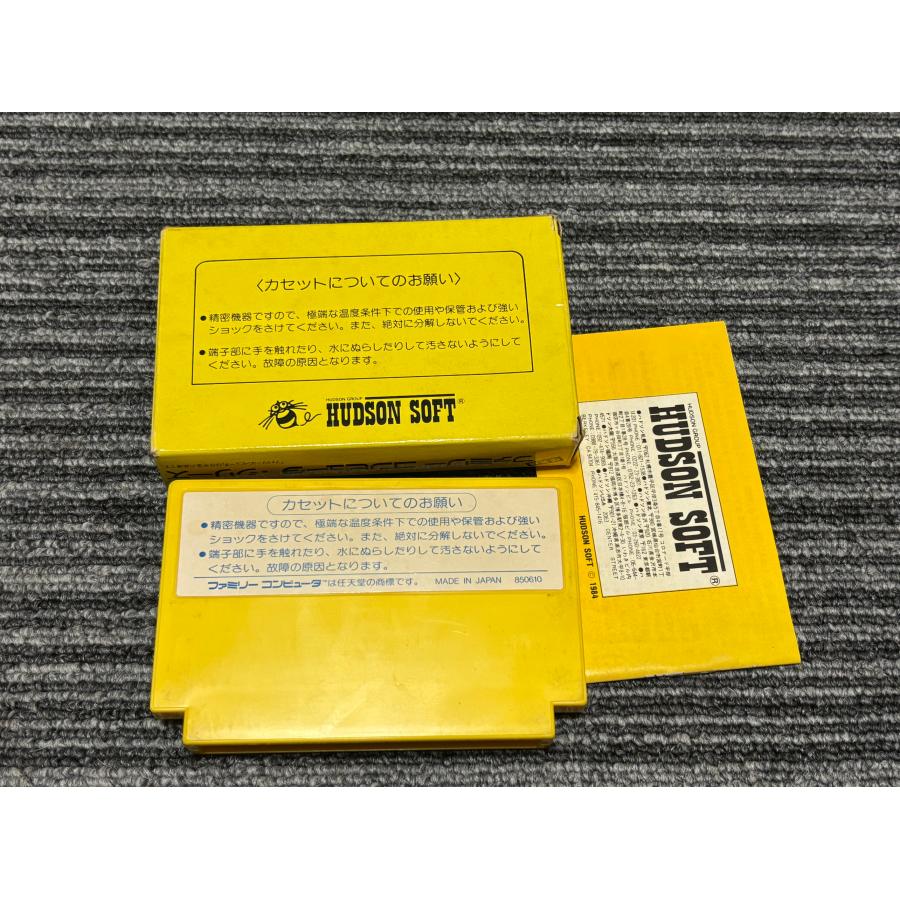 〈カセットについてのお願い〉
●精密機器ですので、極端な温度条件下での使用や保管および強い
ショックをさけてください。また、絶対に分解しないでください。
●端子部に手を触れたり、水にぬらしたりして汚さないようにして
ください。故障の原因となります。
HUDSON GROUP
HUDSON SOFT®
カセットについてのお願い
●精密機器ですので、極端な温度条件下での使用や保管および強い
ショックをさけてください。また、絶対に分解しないでください。
●端子部に手を触れたり、水にぬらしたりして汚さないようにして
ください。故障の原因となります。
ファミリー コンピュータ™は任天堂の商標です。 MADE IN JAPAN 850610
HUDSON GROUP
HUDSON SOFT®
HUDSON SOFT © 1984